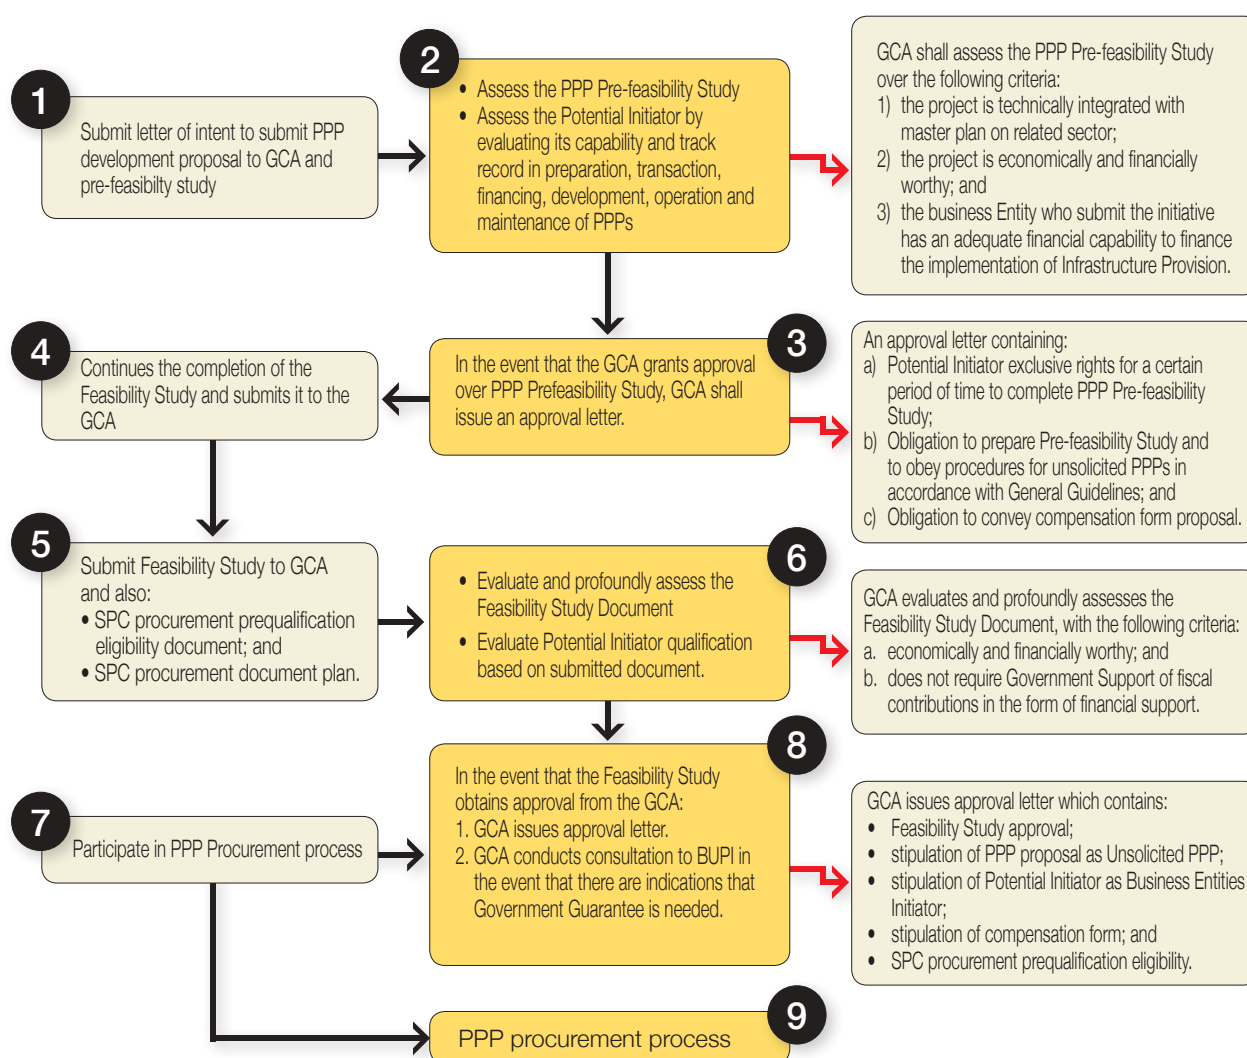 1
Submit letter of intent to submit PPP
development proposal to GCA and
pre-feasibilty study
2
• Assess the PPP Pre-feasibility Study
• Assess the Potential Initiator by
evaluating its capability and track
record in preparation, transaction,
financing, development, operation and
maintenance of PPPs
GCA shall assess the PPP Pre-feasibility Study
over the following criteria:
1) the project is technically integrated with
master plan on related sector;
2) the project is economically and financially
worthy; and
3) the business Entity who submit the initiative
has an adequate financial capability to finance
the implementation of Infrastructure Provision.
3
In the event that the GCA grants approval
over PPP Prefeasibility Study, GCA shall
issue an approval letter.
An approval letter containing:
a) Potential Initiator exclusive rights for a certain
period of time to complete PPP Pre-feasibility
Study;
b) Obligation to prepare Pre-feasibility Study and
to obey procedures for unsolicited PPPs in
accordance with General Guidelines; and
c) Obligation to convey compensation form proposal.
4
Continues the completion of the
Feasibility Study and submits it to the
GCA
5
Submit Feasibility Study to GCA
and also:
• SPC procurement prequalification
eligibility document; and
• SPC procurement document plan.
6
• Evaluate and profoundly assess the
Feasibility Study Document
• Evaluate Potential Initiator qualification
based on submitted document.
GCA evaluates and profoundly assesses the
Feasibility Study Document, with the following criteria:
a. economically and financially worthy; and
b. does not require Government Support of fiscal
contributions in the form of financial support.
7
Participate in PPP Procurement process
8
In the event that the Feasibility Study
obtains approval from the GCA:
1. GCA issues approval letter.
2. GCA conducts consultation to BUPI in
the event that there are indications that
Government Guarantee is needed.
GCA issues approval letter which contains:
• Feasibility Study approval;
• stipulation of PPP proposal as Unsolicited PPP;
• stipulation of Potential Initiator as Business Entities
Initiator;
• stipulation of compensation form; and
• SPC procurement prequalification eligibility.
9
PPP procurement process